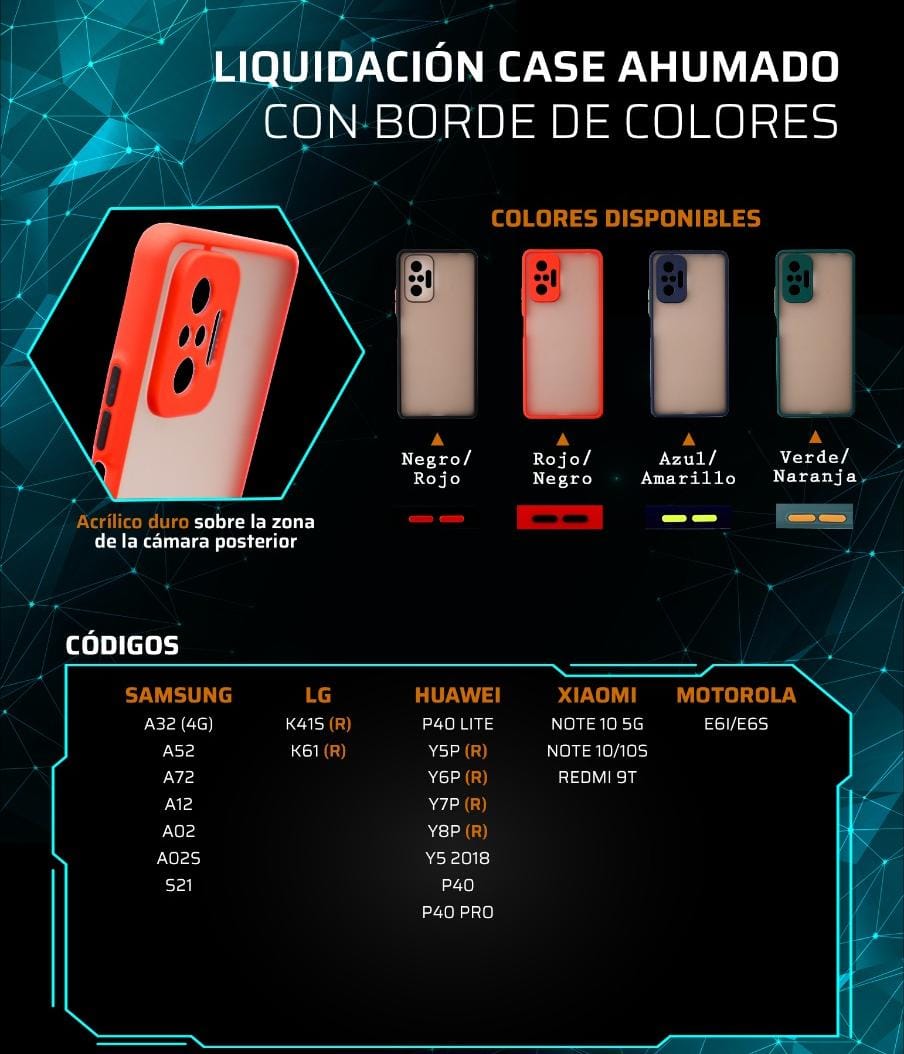 LIQUIDACIÓN CASE AHUMADO
CON BORDE DE COLORES
COLORES DISPONIBLES
Negro/
Rojo
Rojo/
Negro
Azul/
Amarillo
Verde/
Naranja
Acrílico duro sobre la zona
de la cámara posterior
CÓDIGOS
SAMSUNG
A32 (4G)
A52
A72
A12
A02
A02S
S21
LG
K41S (R)
K61 (R)
HUAWEI
P40 LITE
Y5P (R)
Y6P (R)
Y7P (R)
Y8P (R)
Y5 2018
P40
P40 PRO
XIAOMI
NOTE 10 5G
NOTE 10/10S
REDMI 9T
MOTOROLA
E6I/E6S